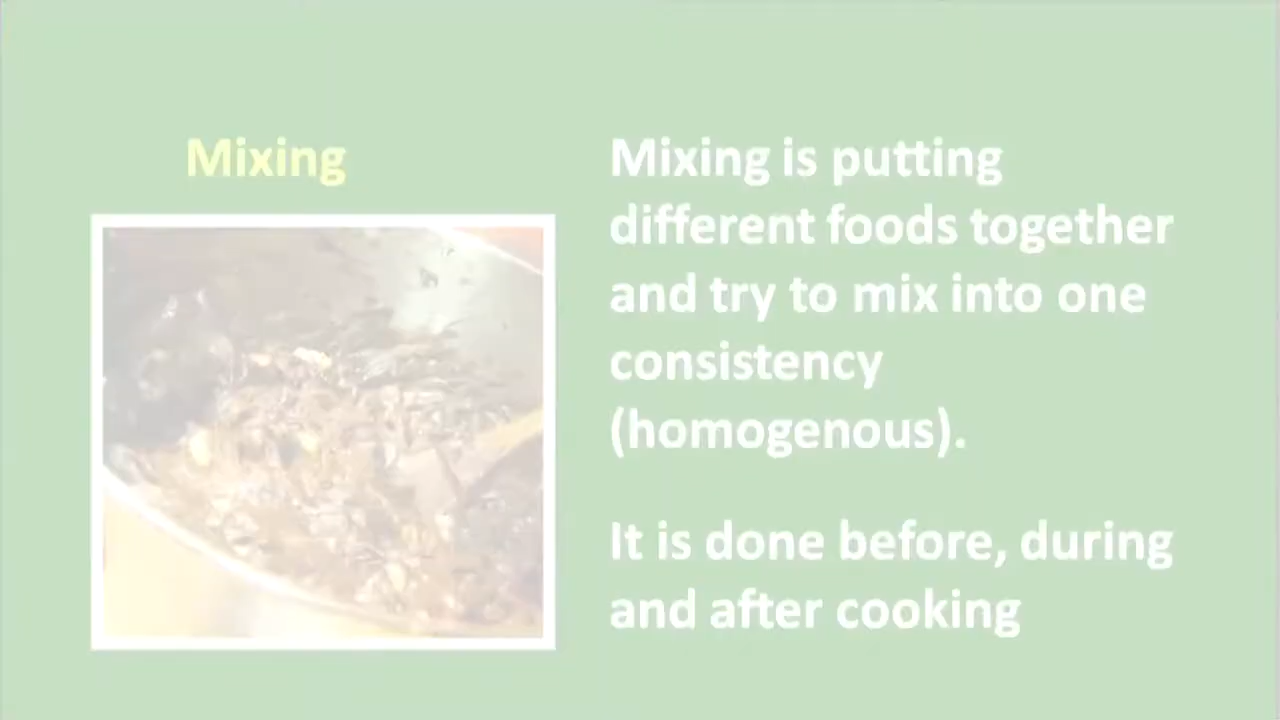 Mixing
Mixing is putting
different foods together
and try to mix into one
consistency
(homogenous).
It is done before, during
and after cooking